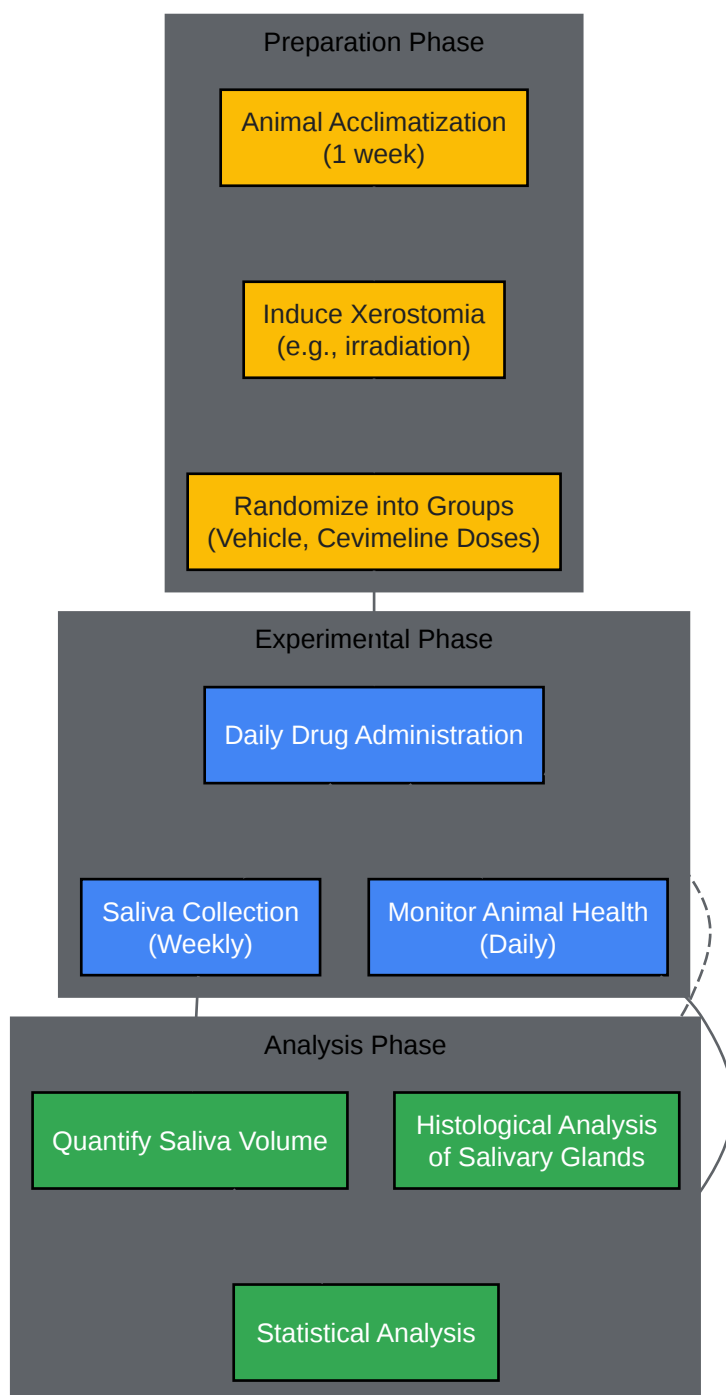 Preparation Phase
Animal Acclimatization
(1 week)
Induce Xerostomia
(e.g., irradiation)
Randomize into Groups
(Vehicle, Cevimeline Doses)
Experimental Phase
Daily Drug Administration
Saliva Collection
(Weekly)
Monitor Animal Health
(Daily)
Analysis Phase
Quantify Saliva Volume
Histological Analysis
of Salivary Glands
Statistical Analysis